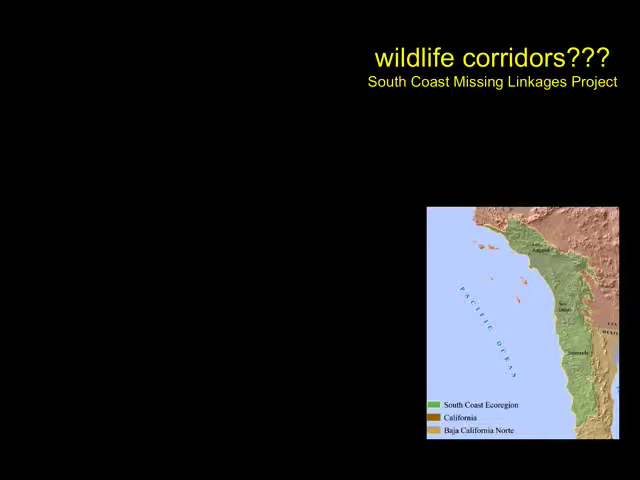 wildlife corridors???
South Coast Missing Linkages Project
PACIFIC OCEAN
South Coast Ecoregion
California
Baja California Norte